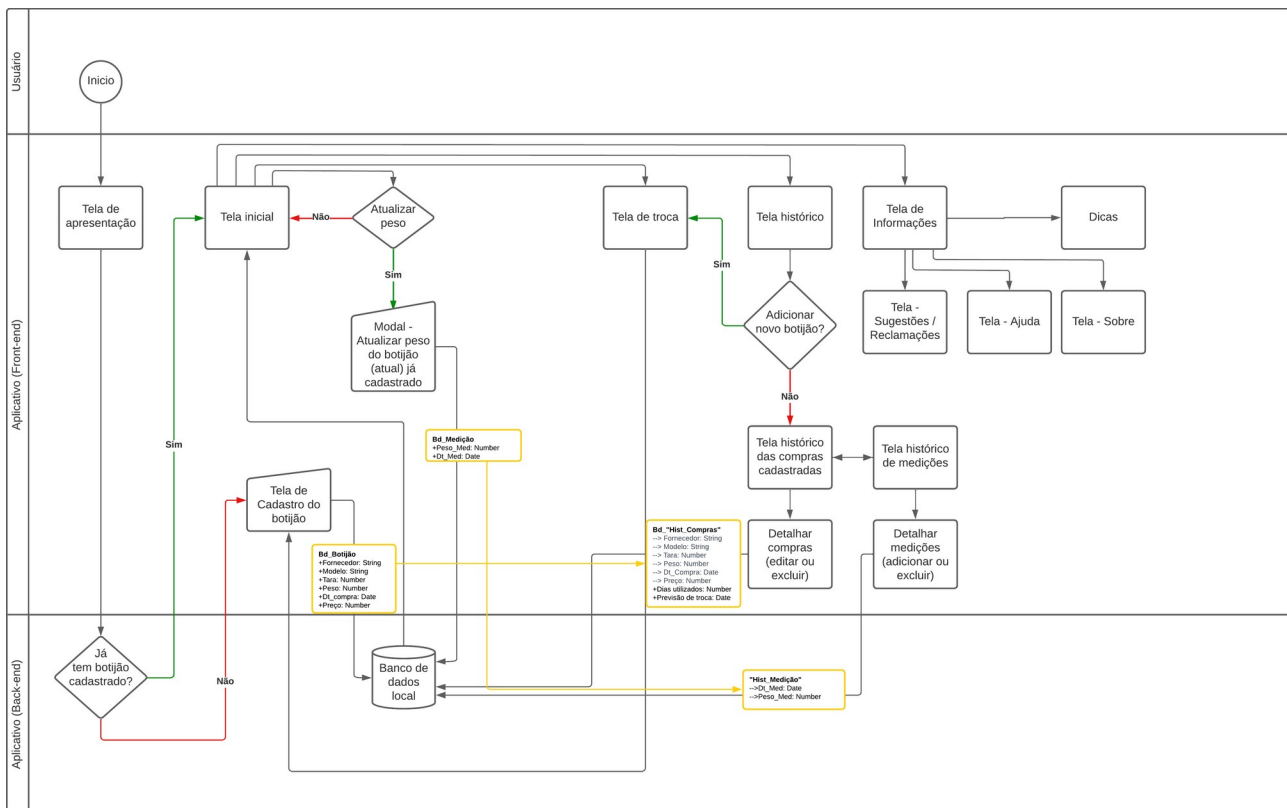 Usuário
Inicio
Aplicativo (Front-end)
Tela de
apresentação
Tela inicial
Não
Atualizar
peso
Sim
Modal -
Atualizar peso
do botijão
(atual) já
cadastrado
Tela de troca
Tela histórico
Sim
Adicionar
novo botijão?
Não
Tela de
Informações
Dicas
Tela -
Sugestões /
Reclamações
Tela - Ajuda
Tela - Sobre
Sim
Bd_Medição
+Peso_Med: Number
+Dt_Med: Date
Tela histórico
das compras
cadastradas
Tela histórico
de medições
Tela de
Cadastro do
botijão
Bd_Botijão
+Fornecedor: String
+Modelo: String
+Tara: Number
+Peso: Number
+Dt_compra: Date
+Preço: Number
Bd_"Hist_Compras"
--> Fornecedor: String
--> Modelo: String
--> Tara: Number
--> Peso: Number
--> Dt_Compra: Date
--> Preço: Number
+Dias utilizados: Number
+Previsão de troca: Date
Detalhar
compras
(editar ou
excluir)
Detalhar
medições
(adicionar ou
excluir)
Aplicativo (Back-end)
Já
tem botijão
cadastrado?
Não
Banco de
dados
local
"Hist_Medição"
-->Dt_Med: Date
-->Peso_Med: Number